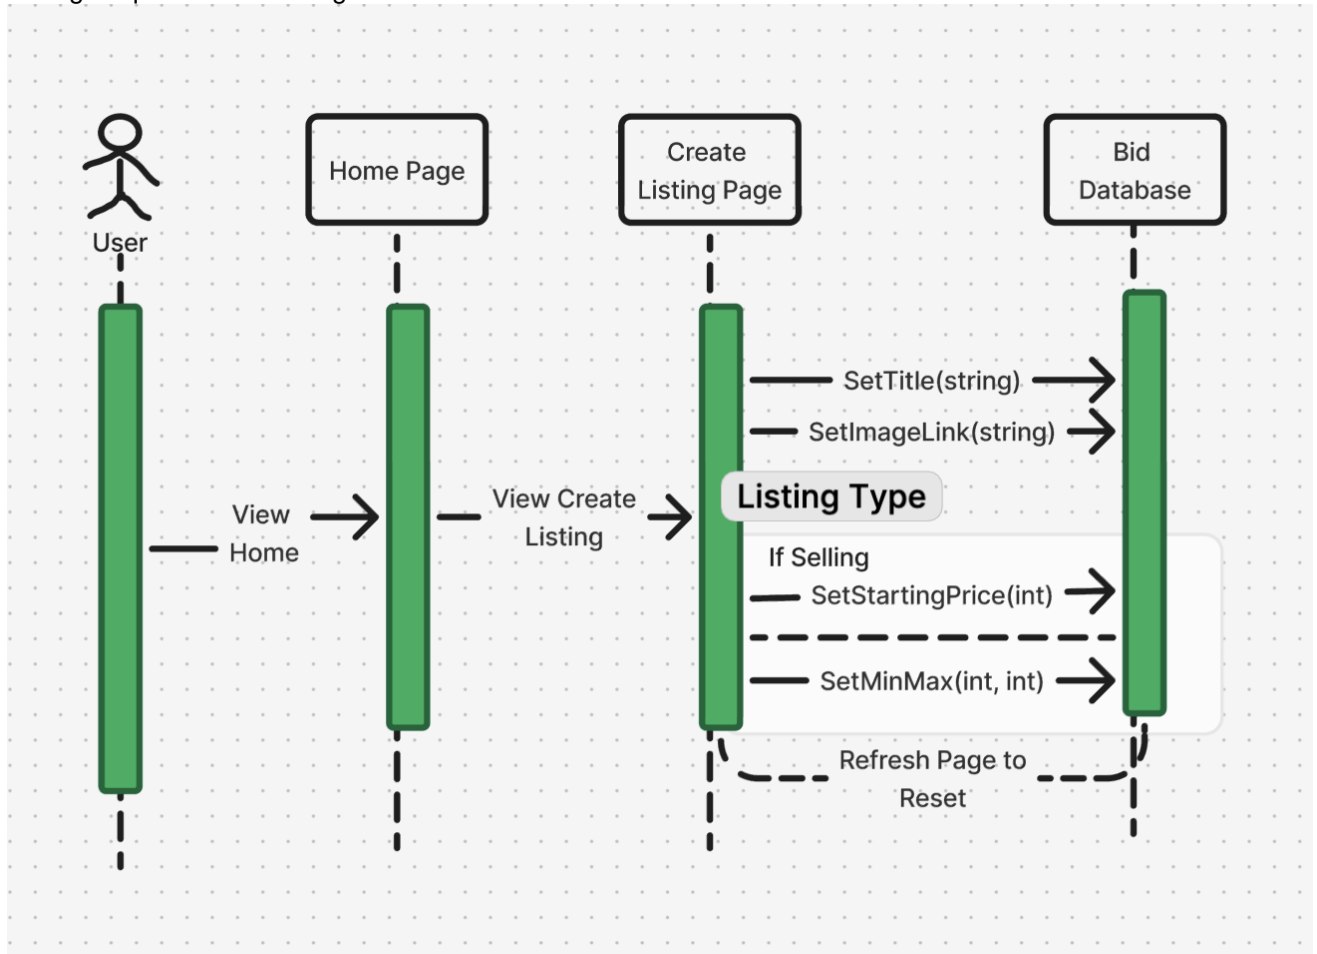 User
Home Page
Create
Listing Page
Bid
Database
SetTitle(string)
SetImageLink(string)
Listing Type
View
Home
View Create
Listing
If Selling
SetStartingPrice(int)
SetMinMax(int, int)
Refresh Page to
Reset